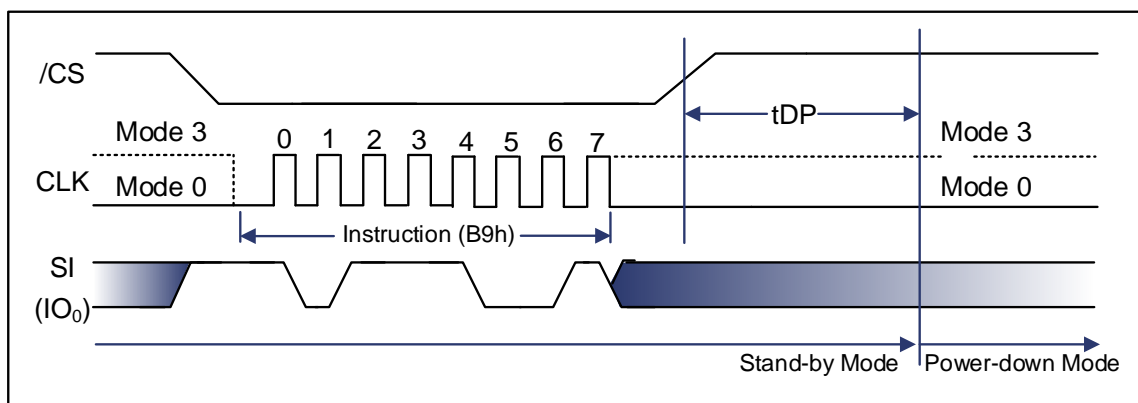 /CS
tDP
Mode 3 Mode 3
0 1 2 3 4 5 6 7
CLK
Mode 0 Mode 0
Instruction (B9h)
SI
(IO₀)
Stand-by Mode Power-down Mode